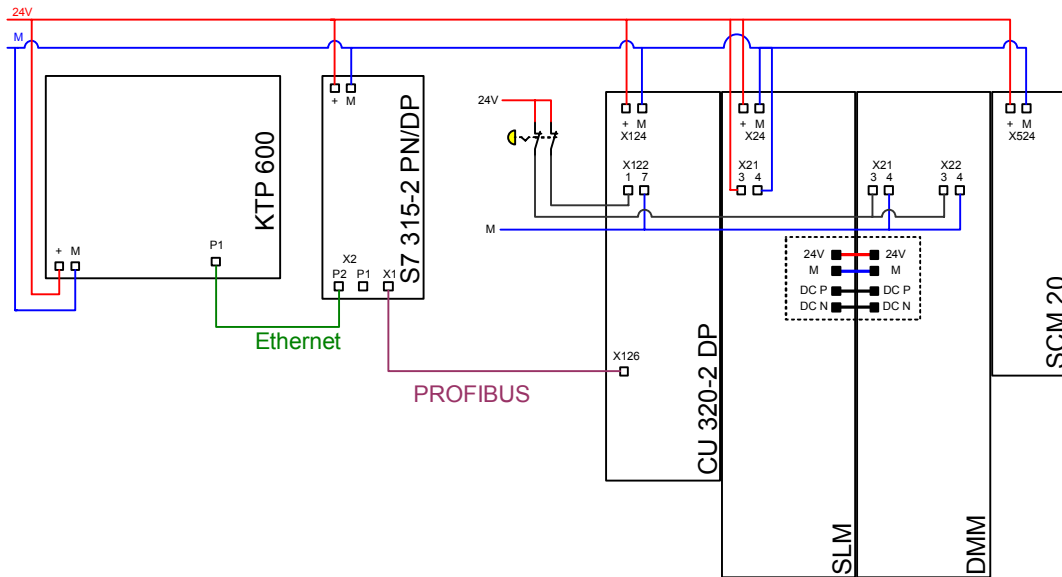 24V
M
KTP 600
+ M
P1
+ M
S7 315-2 PN/DP
X2
P2 P1 X1
Ethernet
PROFIBUS
24V
M
+ M
X124
X122
1 7
X126
CU 320-2 DP
+ M
X24
X21
3 4
SLM
X21
3 4
X22
3 4
24V 24V
M M
DC P DC P
DC N DC N
DMM
+ M
X524
SCM 20